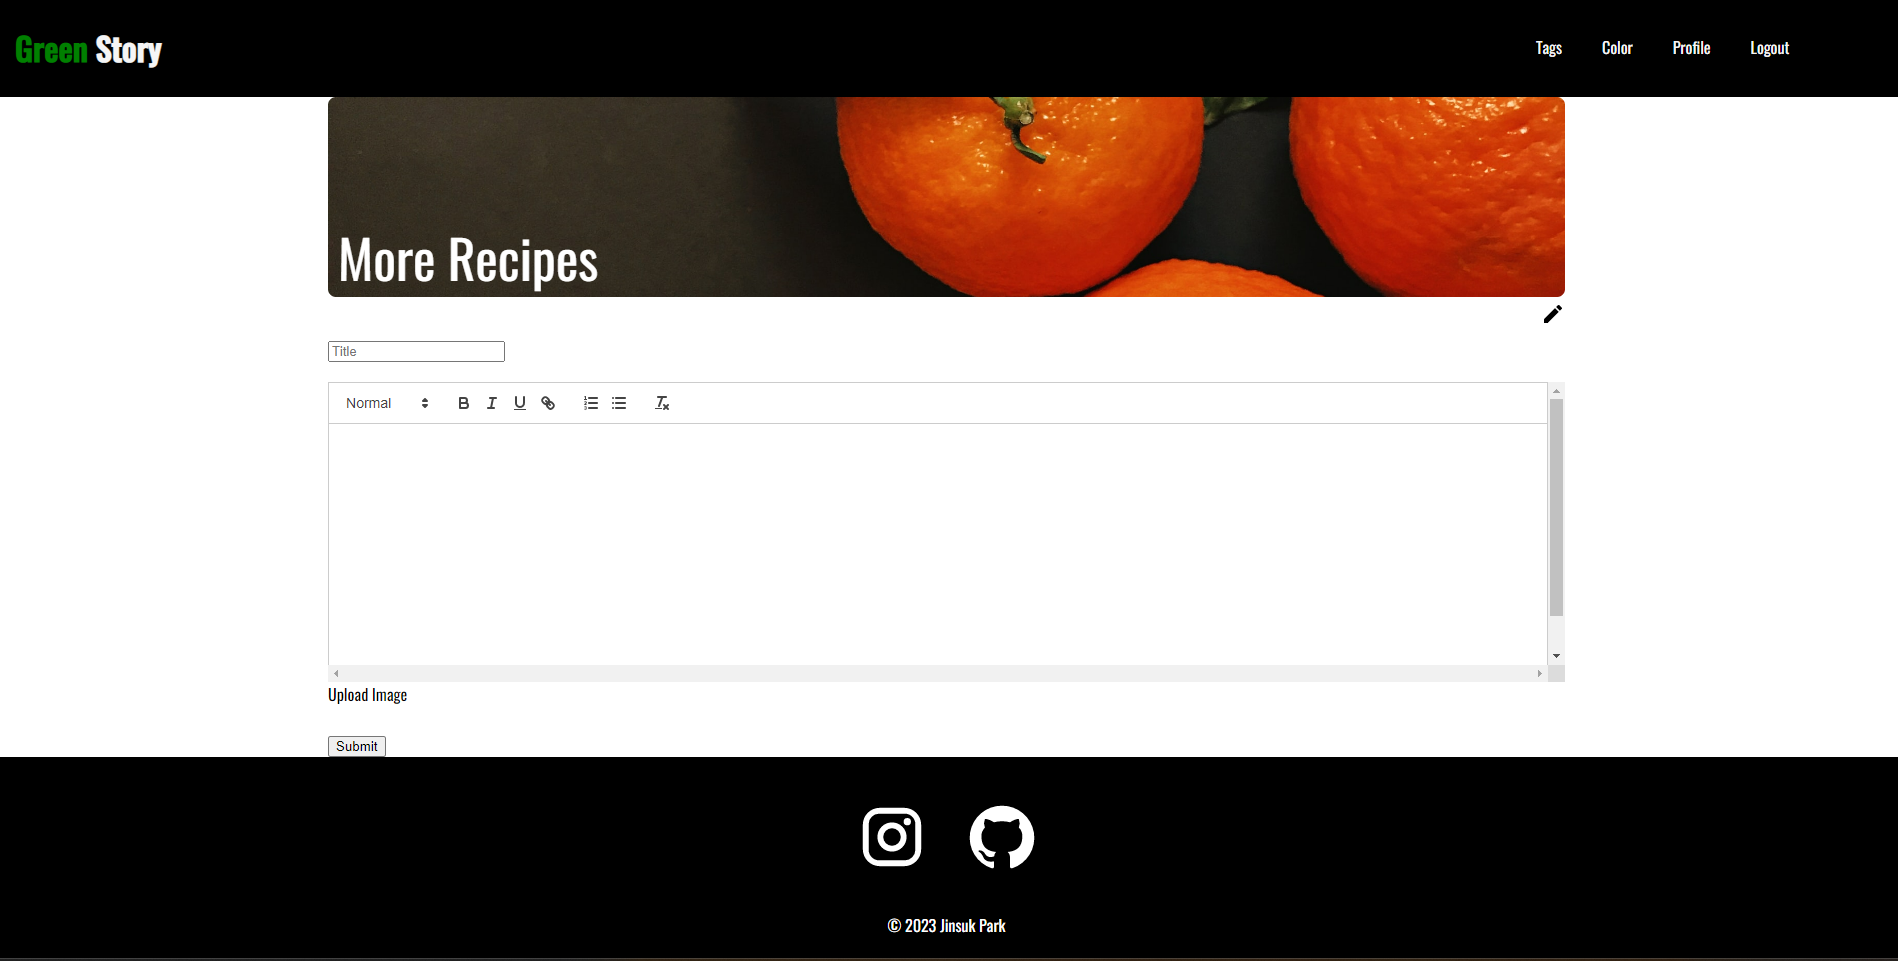 Green Story
Tags Color Profile Logout
More Recipes
Title
Normal B I U
Upload Image
Submit
© 2023 Jinsuk Park